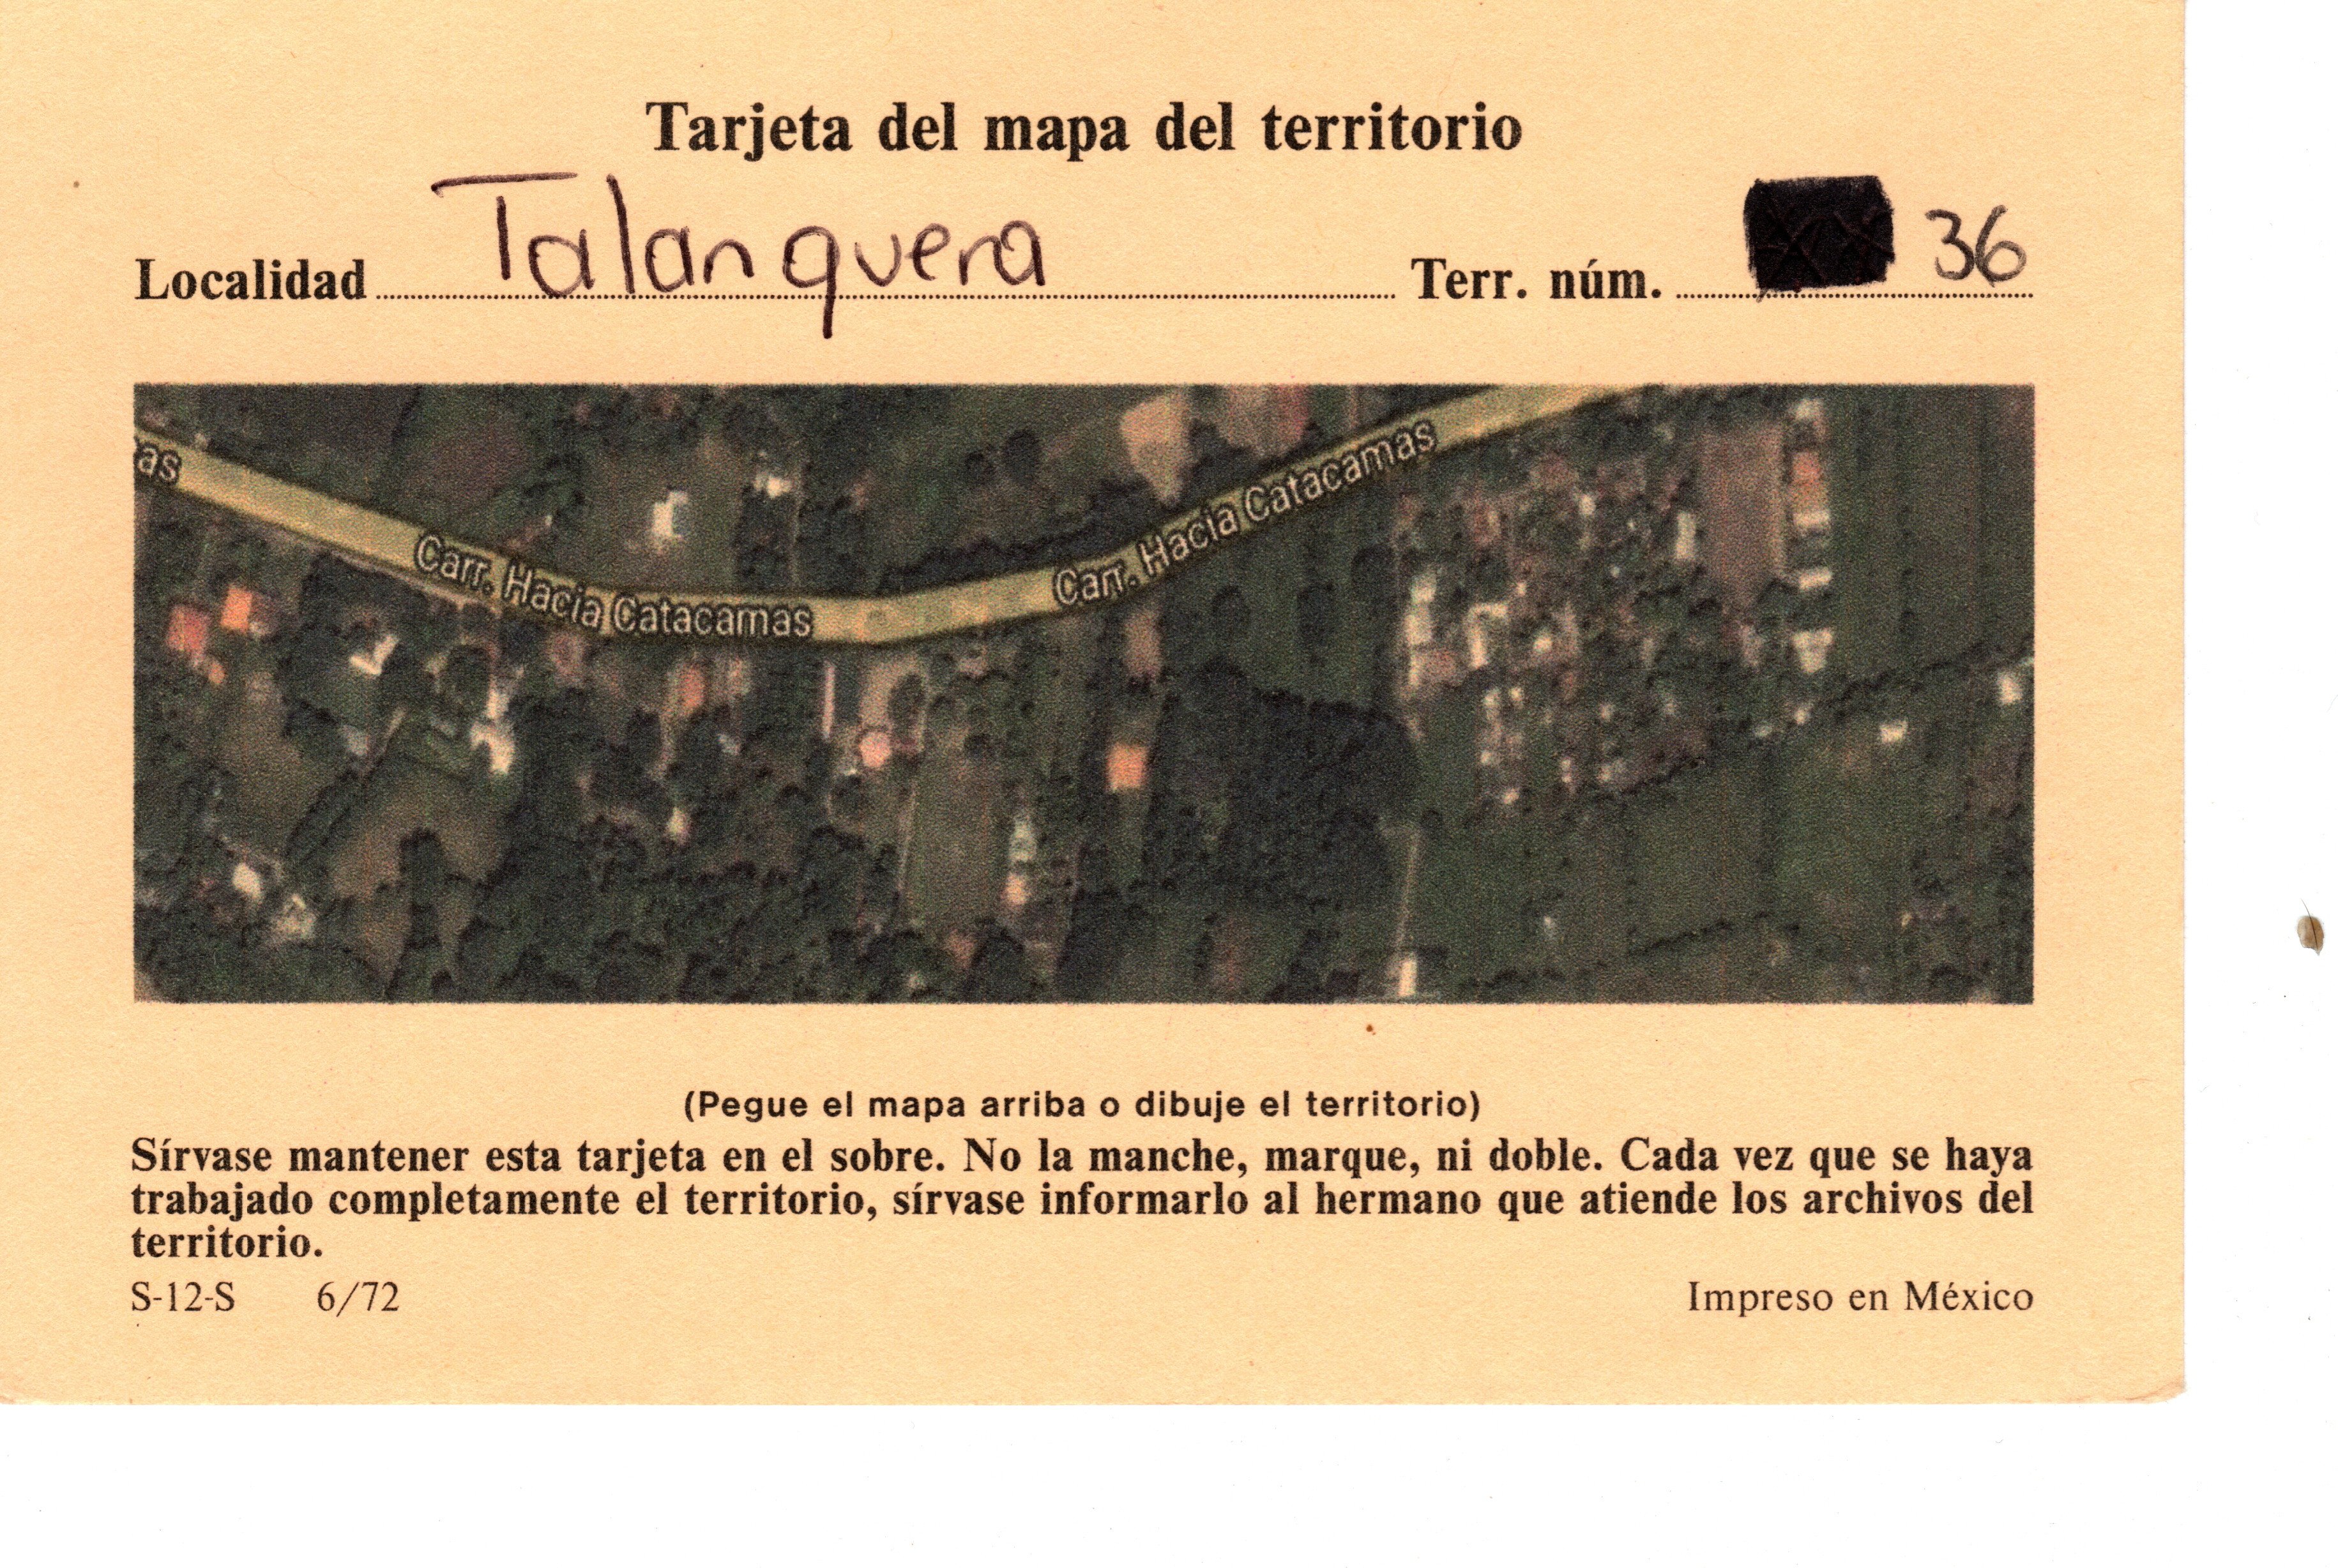 Tarjeta del mapa del territorio
Localidad Talanquera Terr. núm. 36
as
Carr. Hacia Catacamas
Carr. Hacia Catacamas
(Pegue el mapa arriba o dibuje el territorio)
Sírvase mantener esta tarjeta en el sobre. No la manche, marque, ni doble. Cada vez que se haya
trabajado completamente el territorio, sírvase informarlo al hermano que atiende los archivos del
territorio.
S-12-S 6/72 Impreso en México